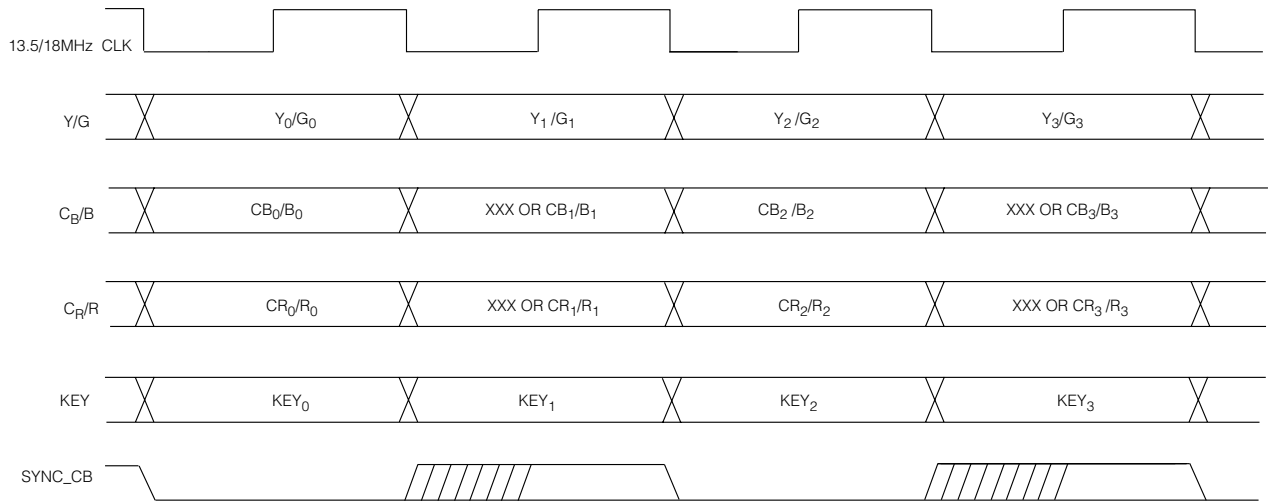 13.5/18MHz CLK
Y/G Y₀/G₀ Y₁/G₁ Y₂/G₂ Y₃/G₃
C_B/B CB₀/B₀ XXX OR CB₁/B₁ CB₂/B₂ XXX OR CB₃/B₃
C_R/R CR₀/R₀ XXX OR CR₁/R₁ CR₂/R₂ XXX OR CR₃/R₃
KEY KEY₀ KEY₁ KEY₂ KEY₃
SYNC_CB